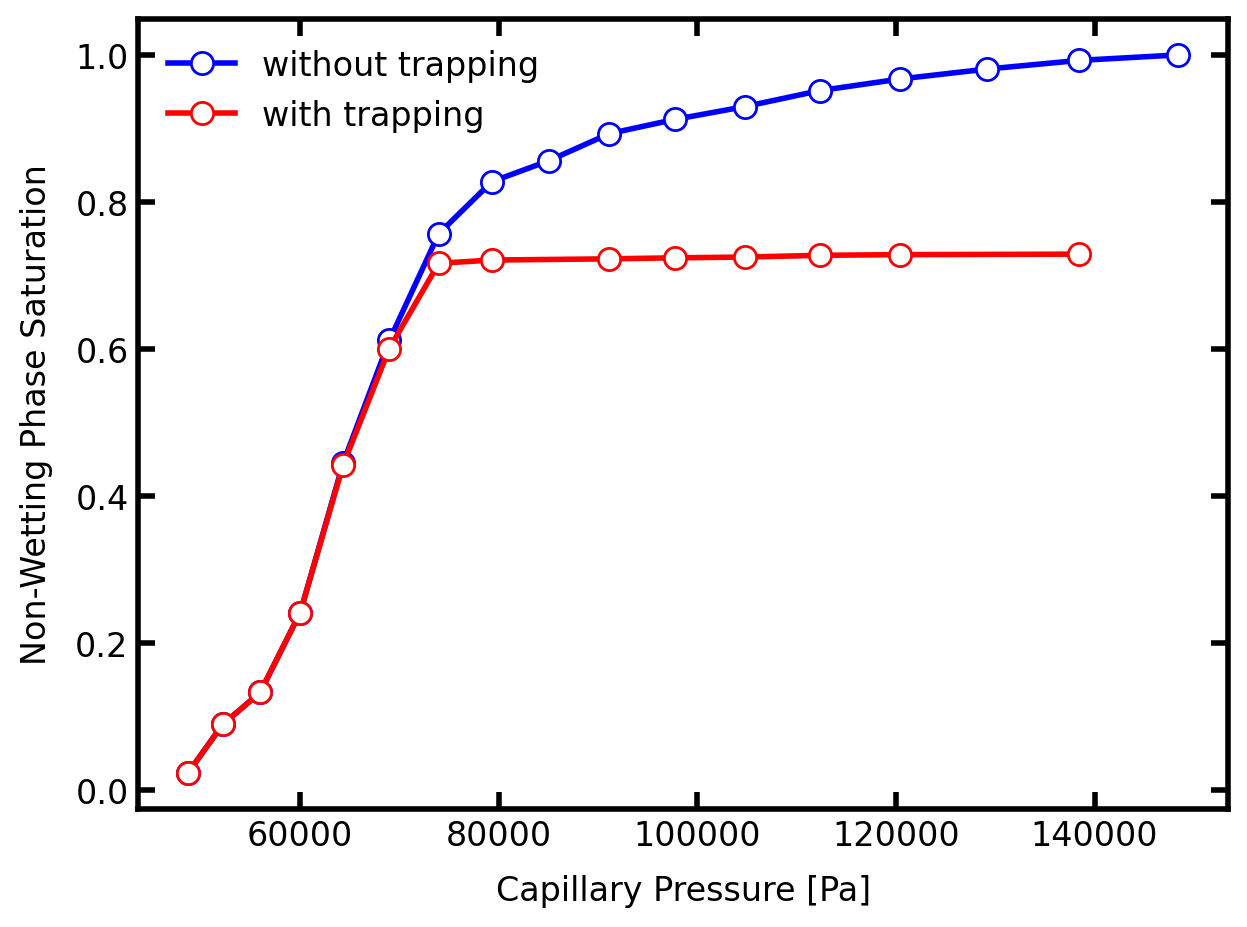 without trapping
with trapping
1.0
0.8
0.6
0.4
0.2
0.0
Non-Wetting Phase Saturation
60000 80000 100000 120000 140000
Capillary Pressure [Pa]